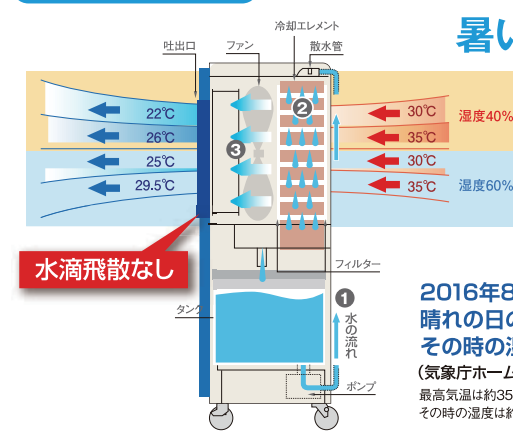 冷却エレメント
吐出口
ファン
散水管
暑い
22℃
26℃
25℃
29.5℃
30℃
35℃
30℃
35℃
湿度40%
湿度60%
❷
❸
水滴飛散なし
フィルター
タンク
❶
水の流れ
ポンプ
2016年8
晴れの日の
その時の湿
(気象庁ホーム
最高気温は約35
その時の湿度は約